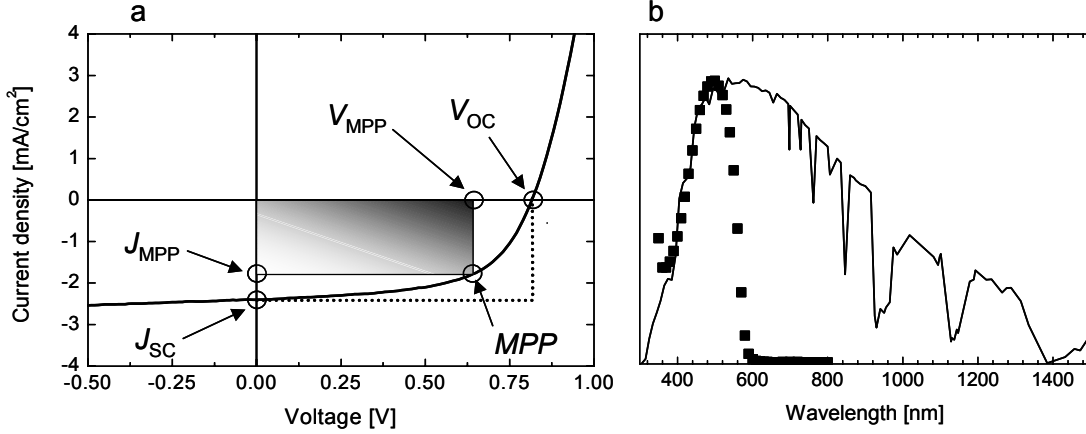 a
b
4
3
2
1
0
-1
-2
-3
-4
Current density [mA/cm²]
V_MPP
V_OC
J_MPP
J_SC
MPP
-0.50
-0.25
0.00
0.25
0.50
0.75
1.00
Voltage [V]
400
600
800
1000
1200
1400
Wavelength [nm]